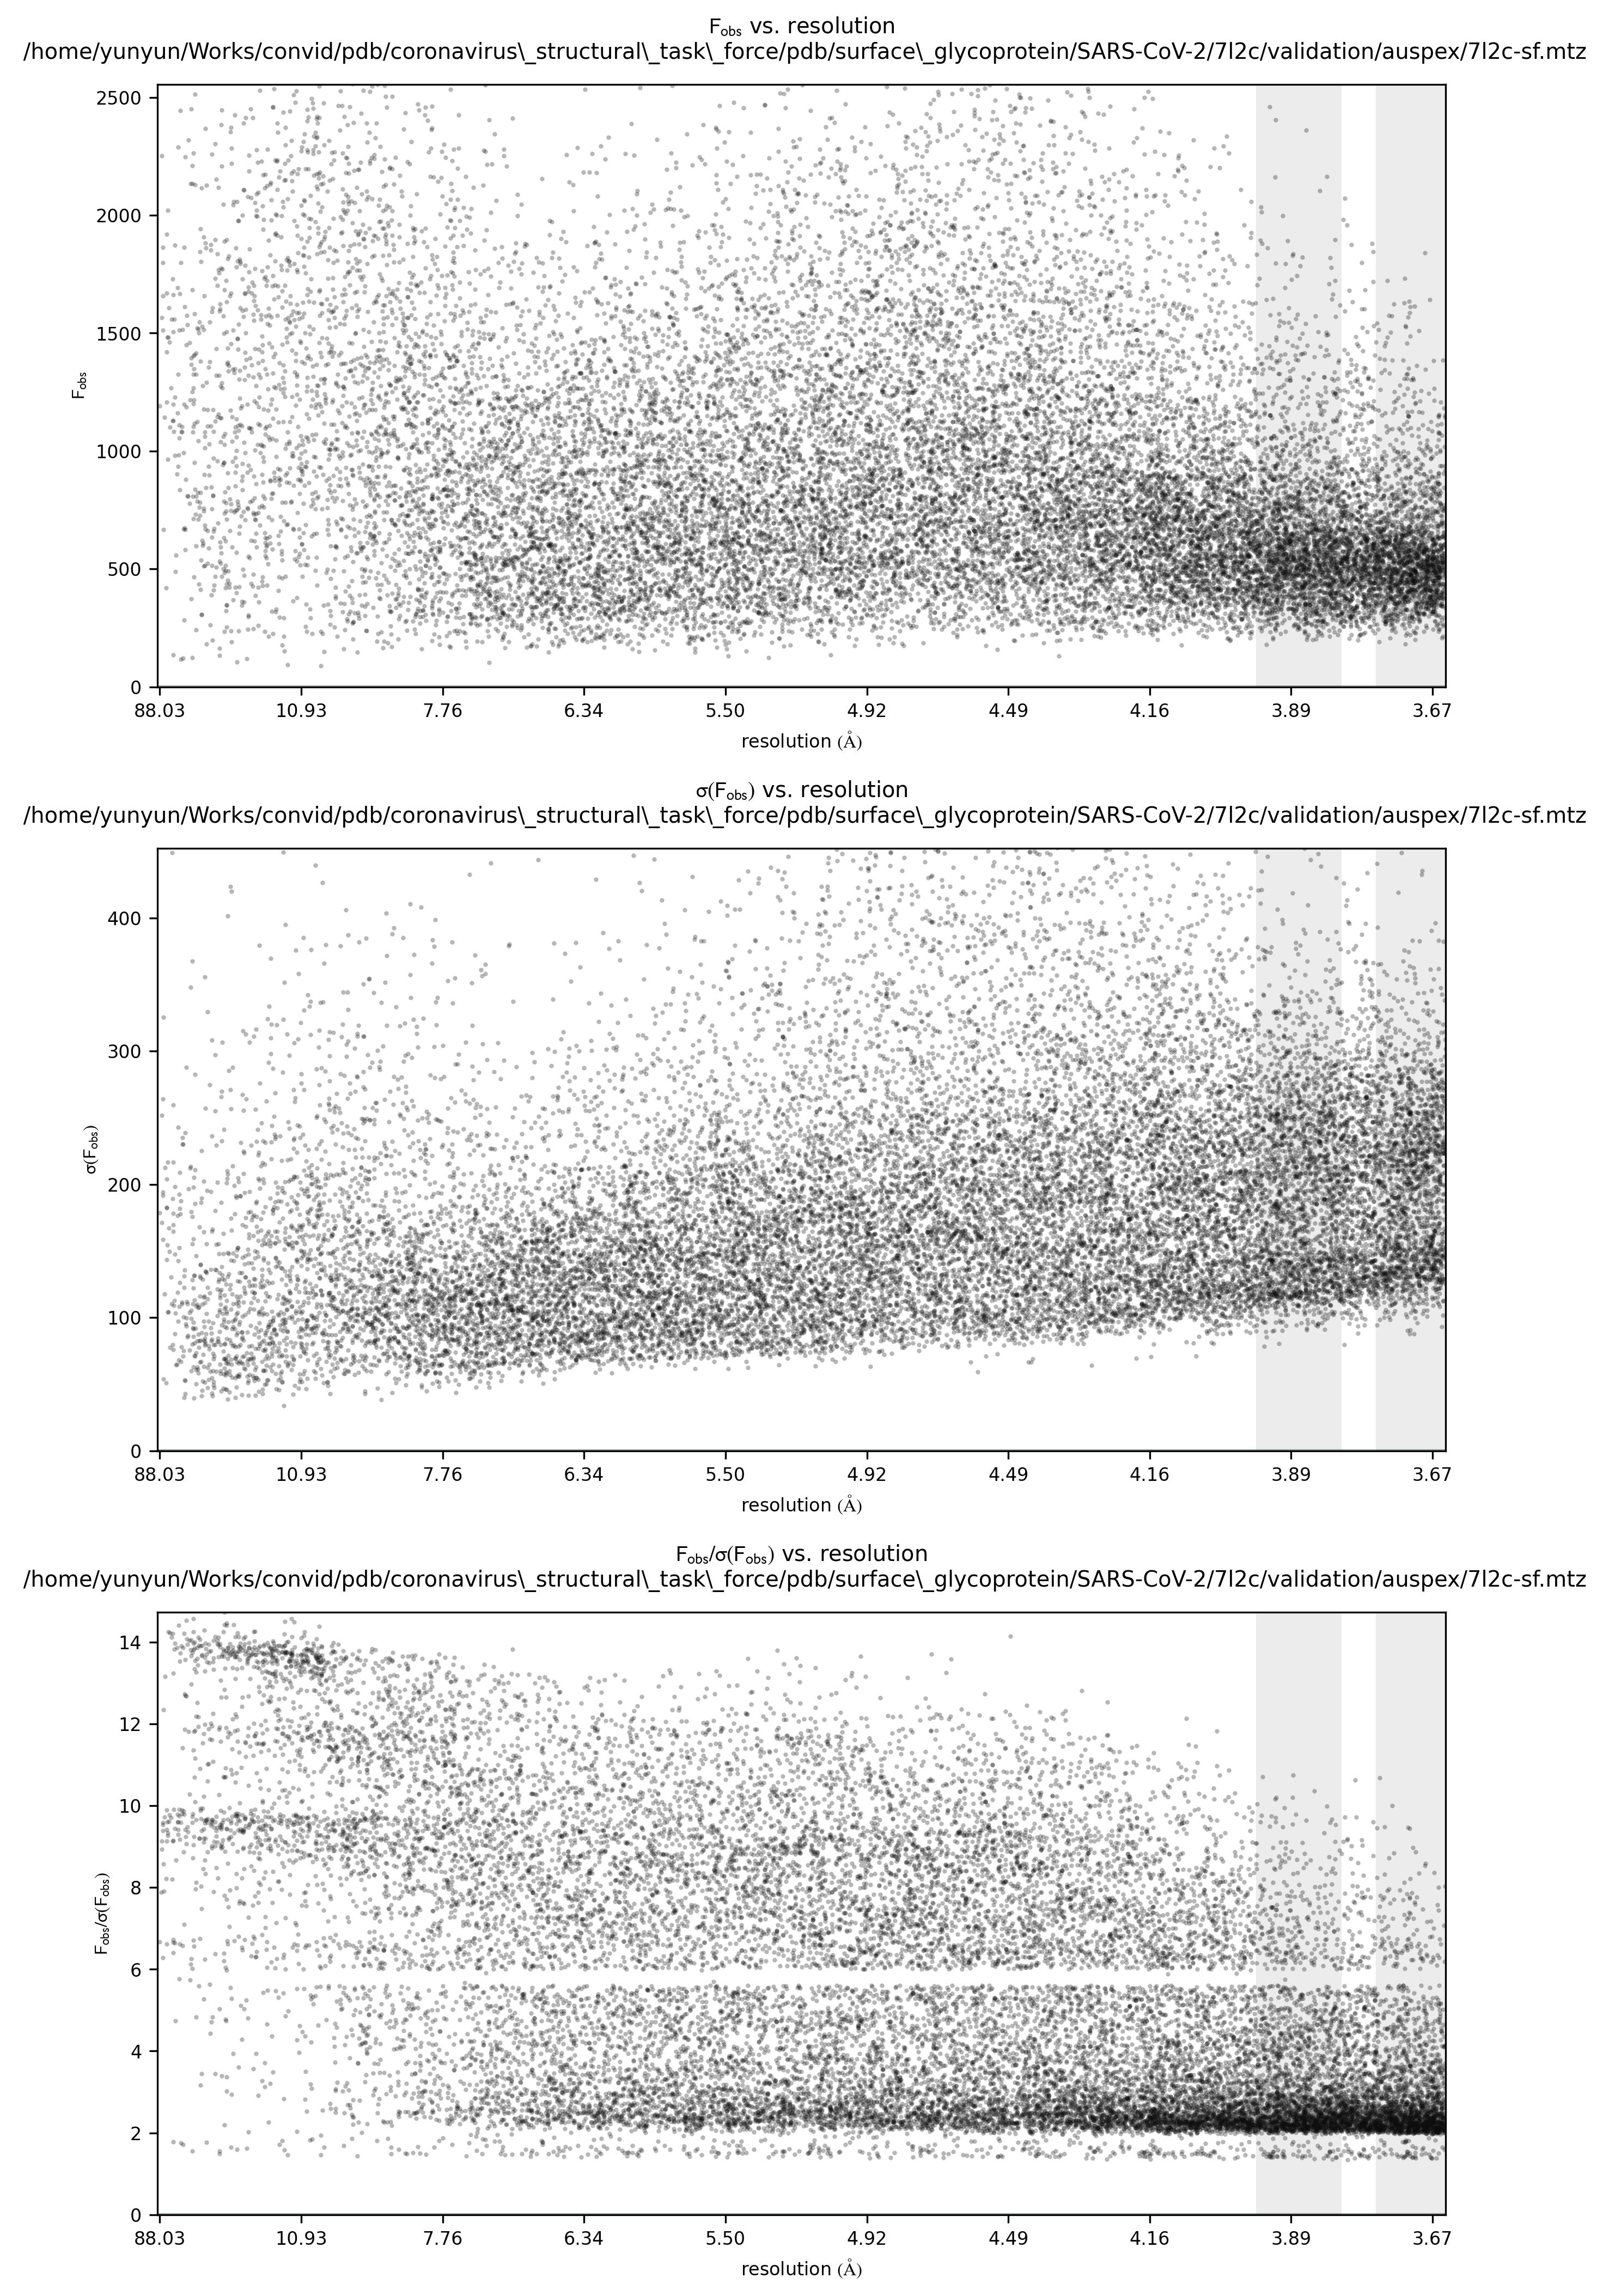 Fobs vs. resolution
/home/yunyun/Works/convid/pdb/coronavirus\_structural\_task\_force/pdb/surface\_glycoprotein/SARS-CoV-2/7l2c/validation/auspex/7l2c-sf.mtz
2500
2000
1500
1000
500
0
Fobs
88.03 10.93 7.76 6.34 5.50 4.92 4.49 4.16 3.89 3.67
resolution (Å)
σ(Fobs) vs. resolution
/home/yunyun/Works/convid/pdb/coronavirus\_structural\_task\_force/pdb/surface\_glycoprotein/SARS-CoV-2/7l2c/validation/auspex/7l2c-sf.mtz
400
300
200
100
0
σ(Fobs)
88.03 10.93 7.76 6.34 5.50 4.92 4.49 4.16 3.89 3.67
resolution (Å)
Fobs/σ(Fobs) vs. resolution
/home/yunyun/Works/convid/pdb/coronavirus\_structural\_task\_force/pdb/surface\_glycoprotein/SARS-CoV-2/7l2c/validation/auspex/7l2c-sf.mtz
14
12
10
8
6
4
2
0
Fobs/σ(Fobs)
88.03 10.93 7.76 6.34 5.50 4.92 4.49 4.16 3.89 3.67
resolution (Å)